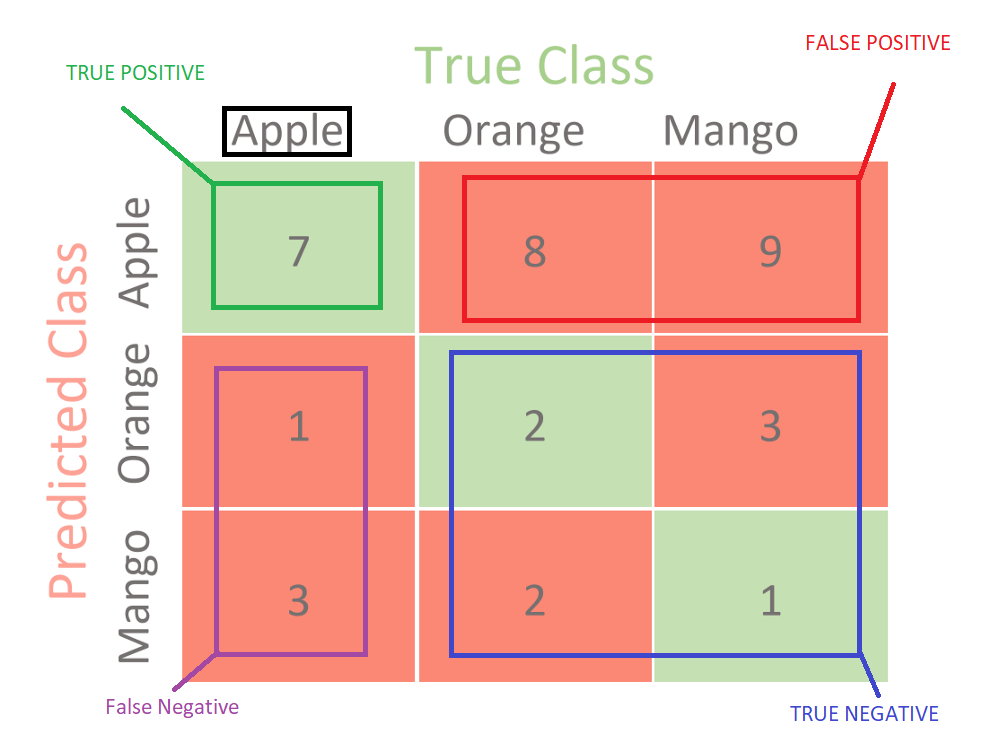 FALSE POSITIVE
True Class
TRUE POSITIVE
Apple Orange Mango
Predicted Class
Apple 7 8 9
Orange 1 2 3
Mango 3 2 1
False Negative
TRUE NEGATIVE